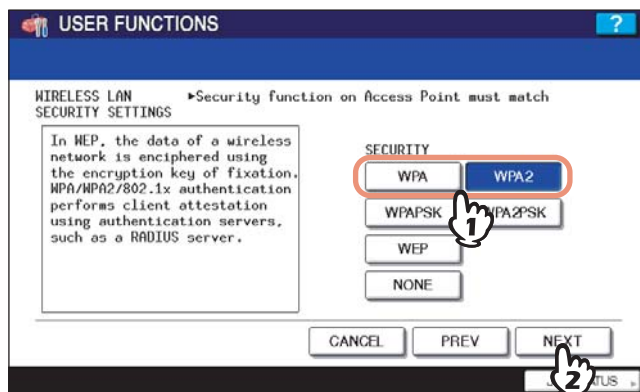 USER FUNCTIONS
?
WIRELESS LAN ►Security function on Access Point must match
SECURITY SETTINGS
In WEP, the data of a wireless
network is enciphered using
the encryption key of fixation.
WPA/WPA2/802.1x authentication
performs client attestation
using authentication servers,
such as a RADIUS server.
SECURITY
WPA WPA2
WPAPSK WPA2PSK
WEP
NONE
1
CANCEL PREV NEXT
2